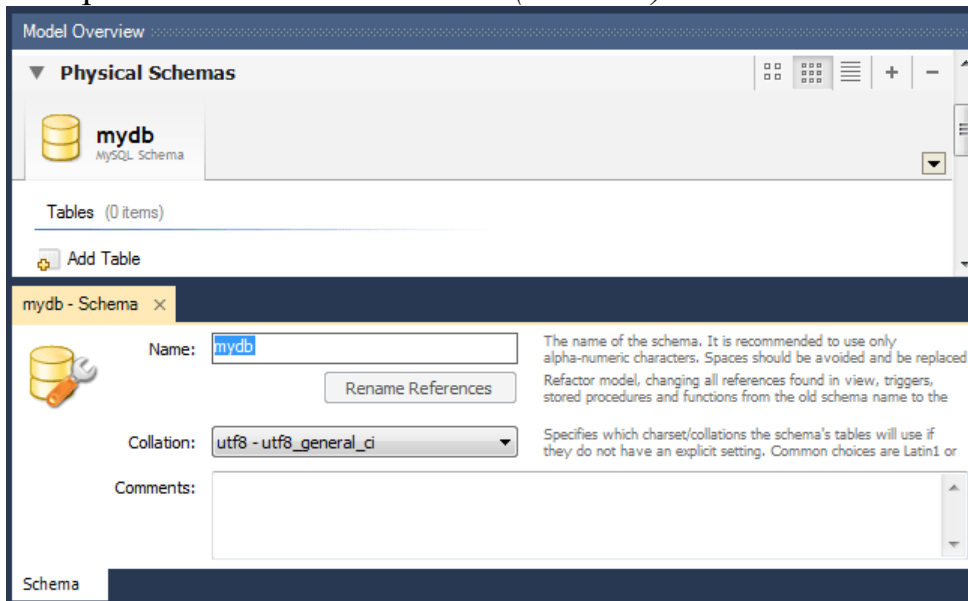 Model Overview
Physical Schemas
mydb
MySQL Schema
Tables (0 items)
Add Table
mydb - Schema
Name: mydb
The name of the schema. It is recommended to use only
alpha-numeric characters. Spaces should be avoided and be replaced
Rename References
Refactor model, changing all references found in view, triggers,
stored procedures and functions from the old schema name to the
Collation: utf8 - utf8_general_ci
Specifies which charset/collations the schema's tables will use if
they do not have an explicit setting. Common choices are Latin1 or
Comments:
Schema